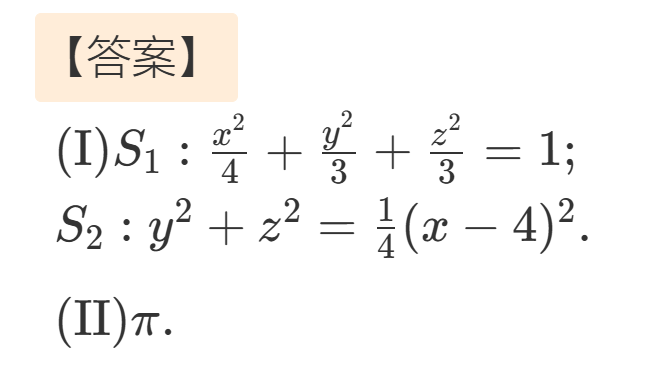 【答案】
(I)S₁ : x²/4 + y²/3 + z²/3 = 1;
S₂ : y² + z² = 1/4(x − 4)².
(II)π.